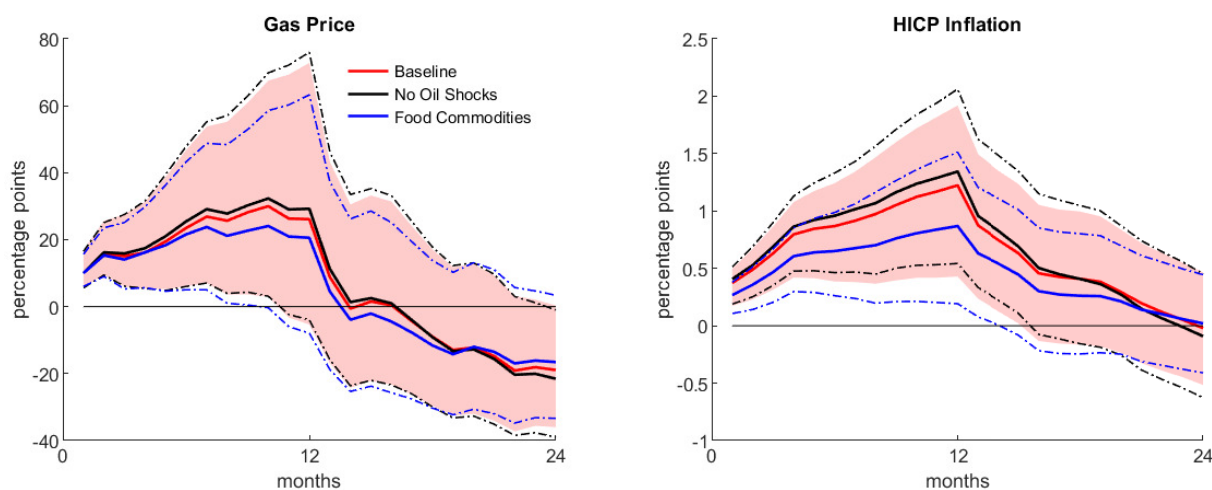 Gas Price
80
60
40
20
0
-20
-40
percentage points
0
12
24
months
Baseline
No Oil Shocks
Food Commodities
HICP Inflation
2.5
2
1.5
1
0.5
0
-0.5
-1
percentage points
0
12
24
months